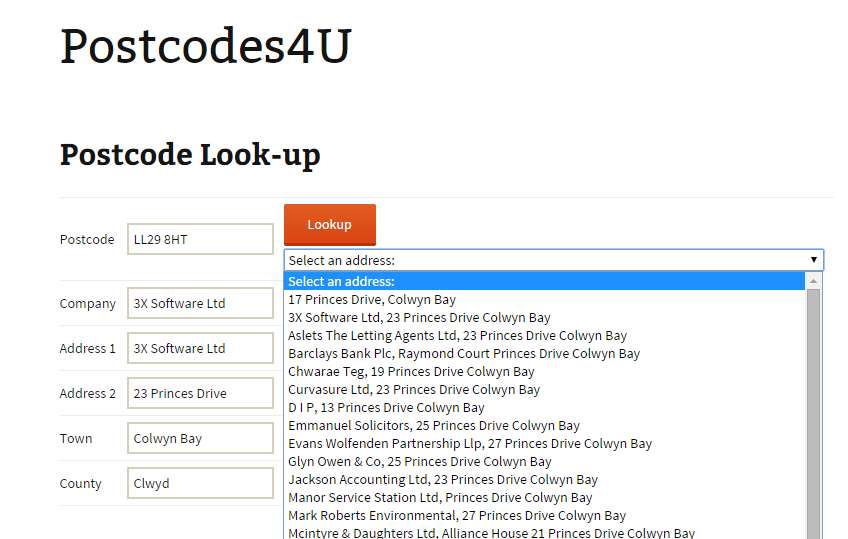 Postcodes4U
Postcode Look-up
Lookup
Postcode LL29 8HT
Select an address:
Select an address:
17 Princes Drive, Colwyn Bay
Company 3X Software Ltd
3X Software Ltd, 23 Princes Drive Colwyn Bay
Aslets The Letting Agents Ltd, 23 Princes Drive Colwyn Bay
Address 1 3X Software Ltd
Barclays Bank Plc, Raymond Court Princes Drive Colwyn Bay
Chwarae Teg, 19 Princes Drive Colwyn Bay
Address 2 23 Princes Drive
Curvasure Ltd, 23 Princes Drive Colwyn Bay
D I P, 13 Princes Drive Colwyn Bay
Emmanuel Solicitors, 25 Princes Drive Colwyn Bay
Town Colwyn Bay
Evans Wolfenden Partnership Llp, 27 Princes Drive Colwyn Bay
Glyn Owen & Co, 25 Princes Drive Colwyn Bay
Jackson Accounting Ltd, 23 Princes Drive Colwyn Bay
County Clwyd
Manor Service Station Ltd, Princes Drive Colwyn Bay
Mark Roberts Environmental, 27 Princes Drive Colwyn Bay
Mcintyre & Daughters Ltd, Alliance House 21 Princes Drive Colwyn Bay